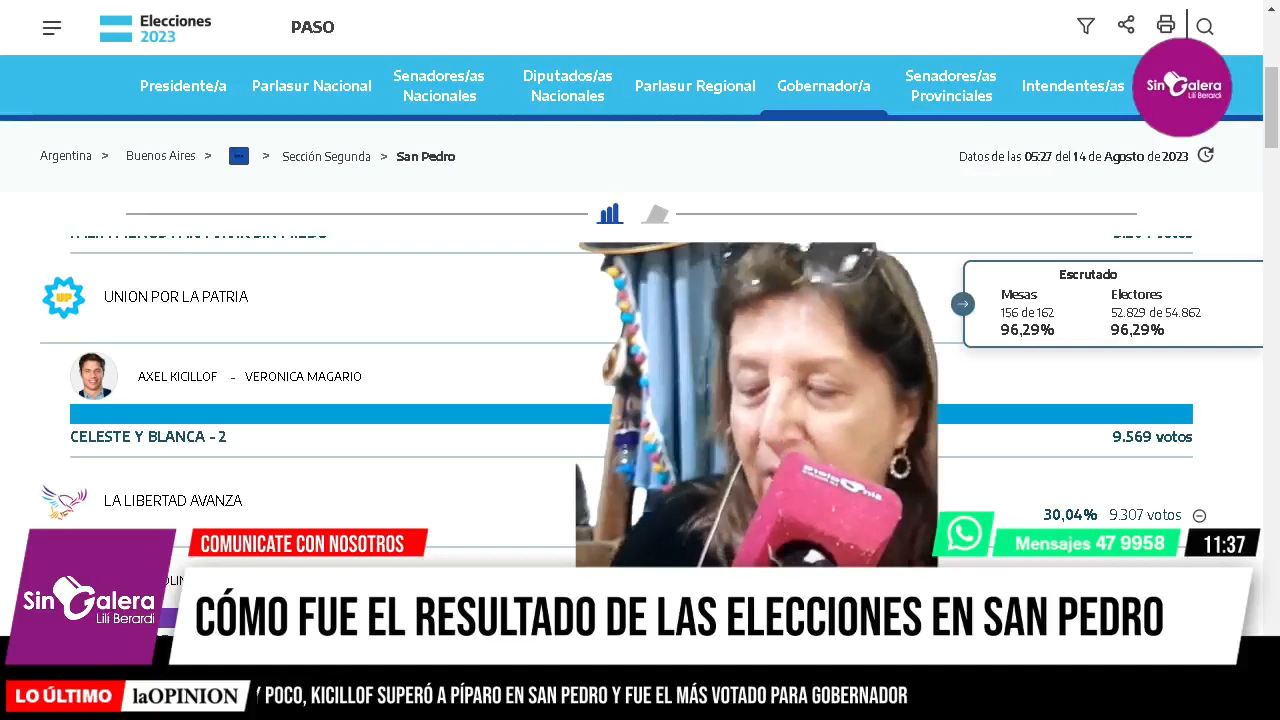 Elecciones
2023
PASO
Presidente/a
Parlasur Nacional
Senadores/as
Nacionales
Diputados/as
Nacionales
Parlasur Regional
Gobernador/a
Senadores/as
Provinciales
Intendentes/as
Sin Galera
Lilí Berardi
Argentina > Buenos Aires > > Sección Segunda > San Pedro
Datos de las 05:27 del 14 de Agosto de 2023
UP
UNION POR LA PATRIA
Escrutado
Mesas Electores
156 de 162 52.829 de 54.862
96,29% 96,29%
AXEL KICILLOF - VERONICA MAGARIO
CELESTE Y BLANCA - 2
9.569 votos
LA LIBERTAD AVANZA
30,04% 9.307 votos
COMUNICATE CON NOSOTROS
Mensajes 47 9958
11:37
Sin Galera
Lilí Berardi
CÓMO FUE EL RESULTADO DE LAS ELECCIONES EN SAN PEDRO
LO ÚLTIMO
laOPINION
Y POCO, KICILLOF SUPERÓ A PÍPARO EN SAN PEDRO Y FUE EL MÁS VOTADO PARA GOBERNADOR